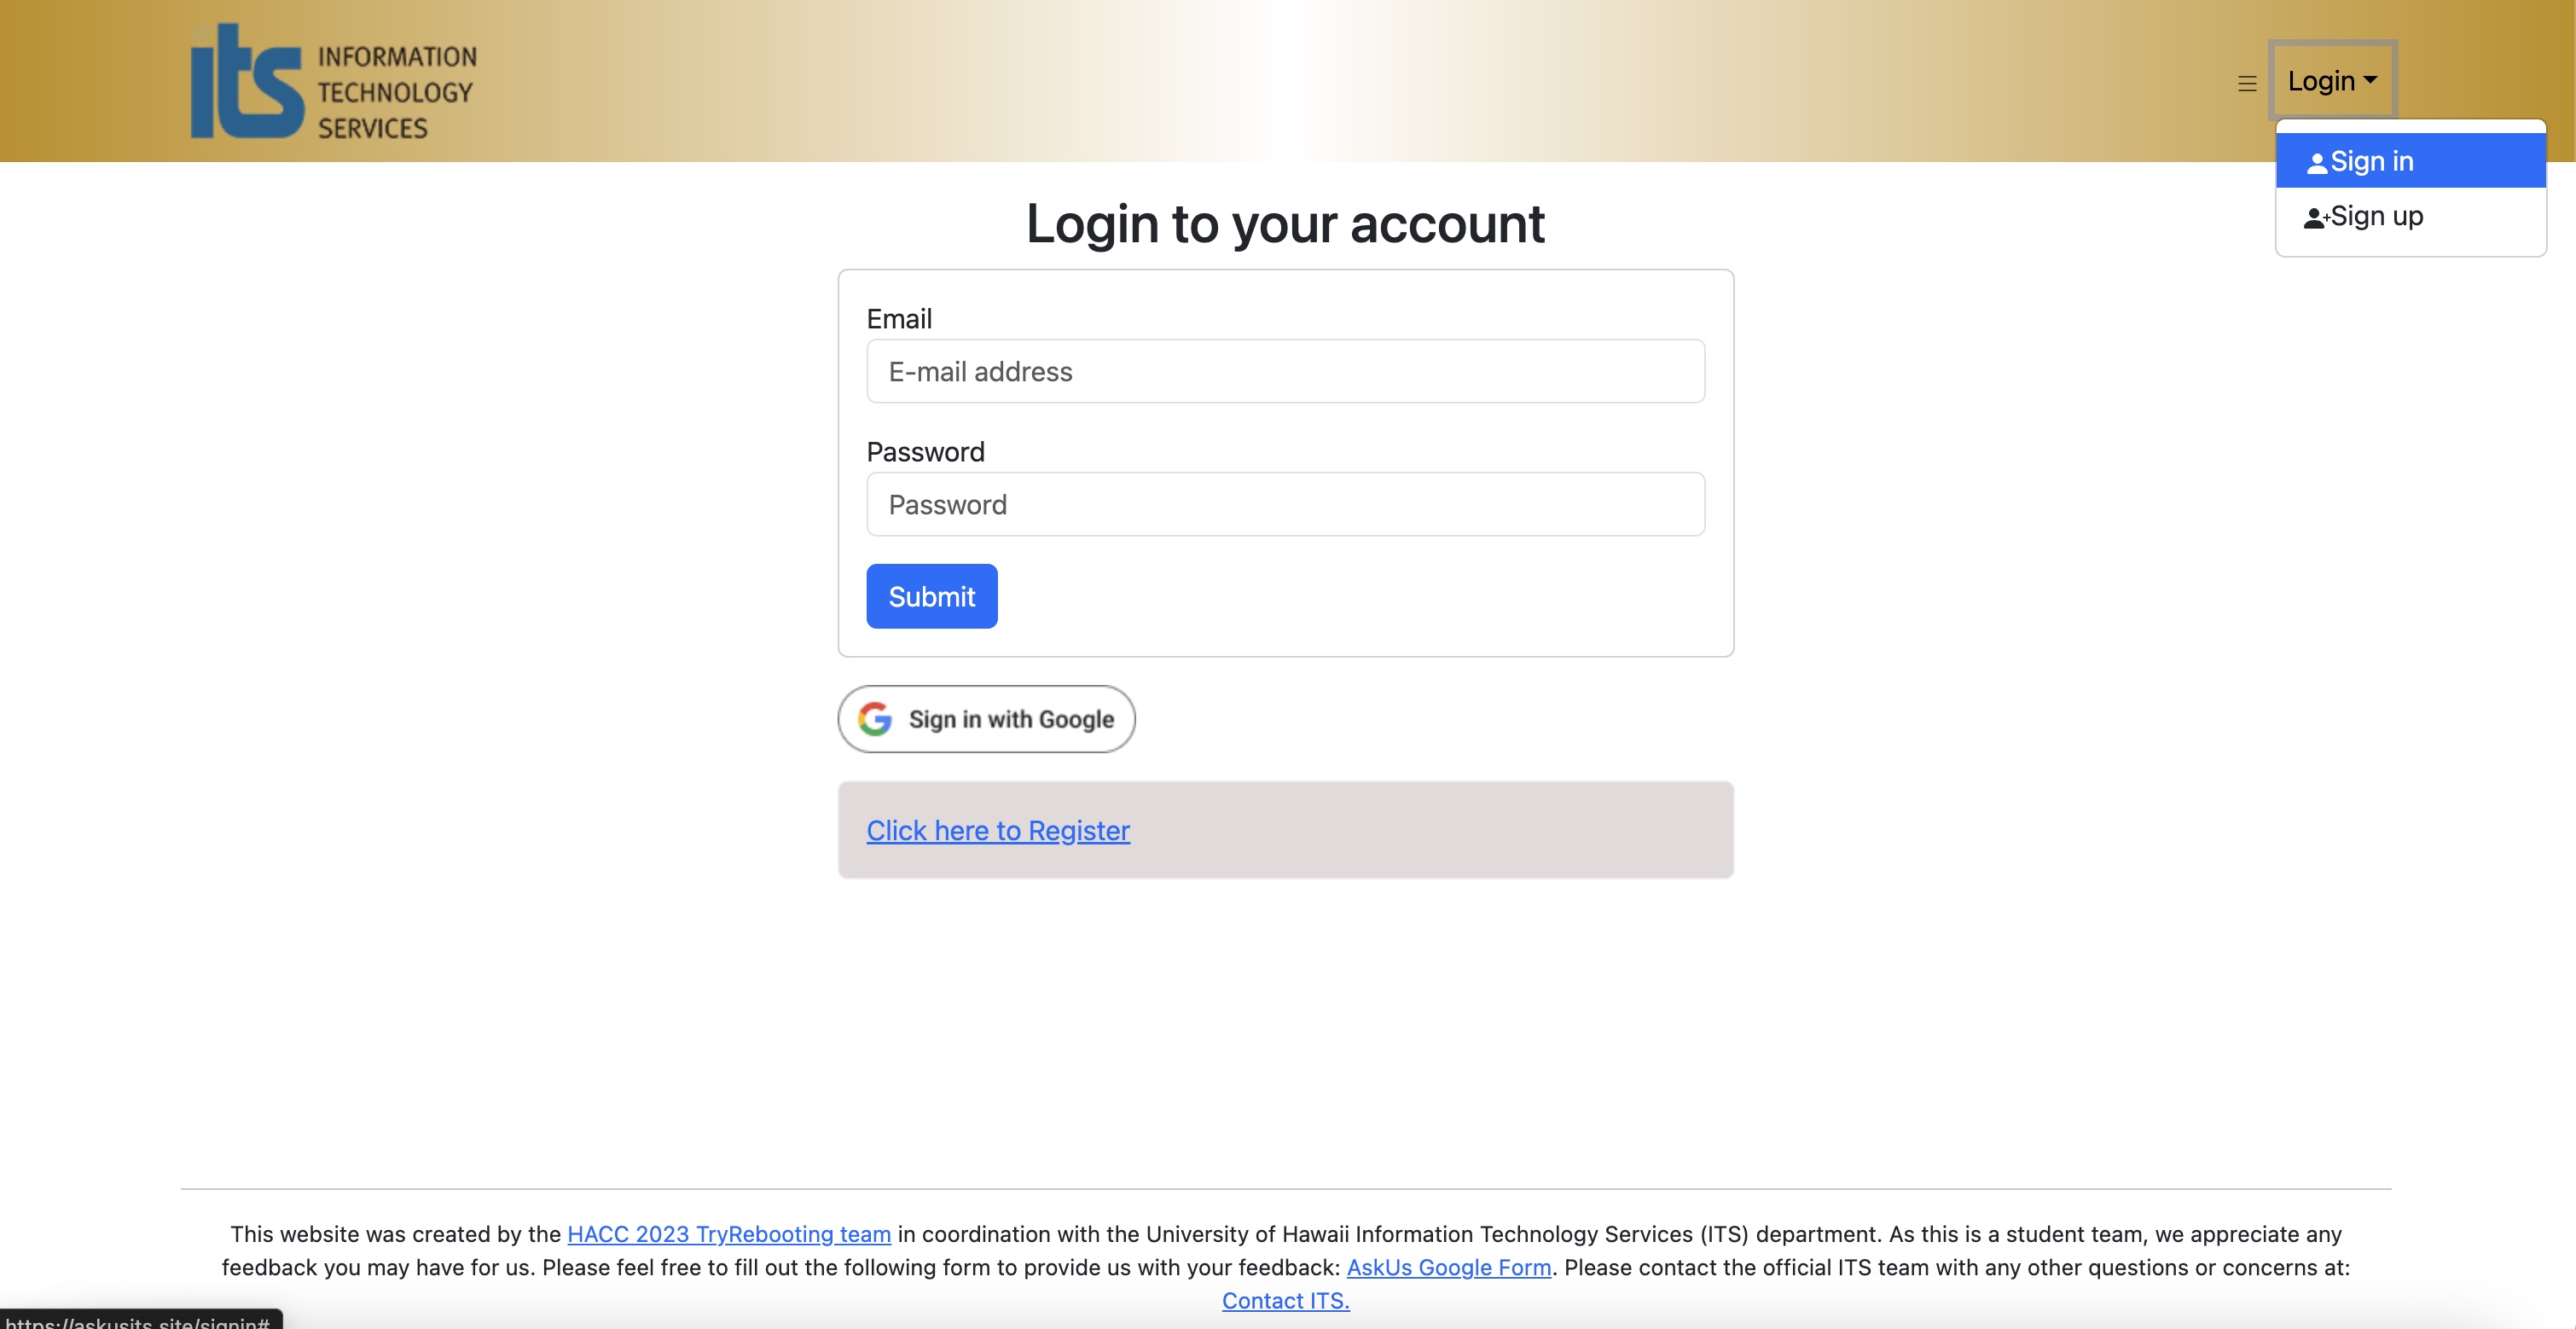 its INFORMATION
TECHNOLOGY
SERVICES
Login
Sign in
Sign up
Login to your account
Email
E-mail address
Password
Password
Submit
Sign in with Google
Click here to Register
This website was created by the HACC 2023 TryRebooting team in coordination with the University of Hawaii Information Technology Services (ITS) department. As this is a student team, we appreciate any
feedback you may have for us. Please feel free to fill out the following form to provide us with your feedback: AskUs Google Form. Please contact the official ITS team with any other questions or concerns at:
Contact ITS.
https://askusits.site/signin#